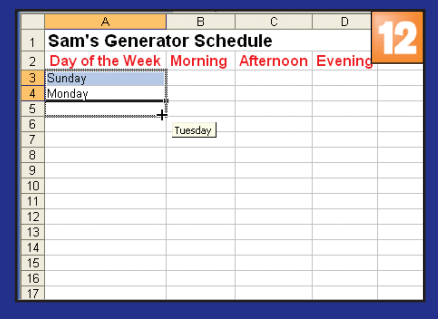 A B C D
12
1 Sam's Generator Schedule
2 Day of the Week Morning Afternoon Evening
3 Sunday
4 Monday
5
6 Tuesday
7
8
9
10
11
12
13
14
15
16
17